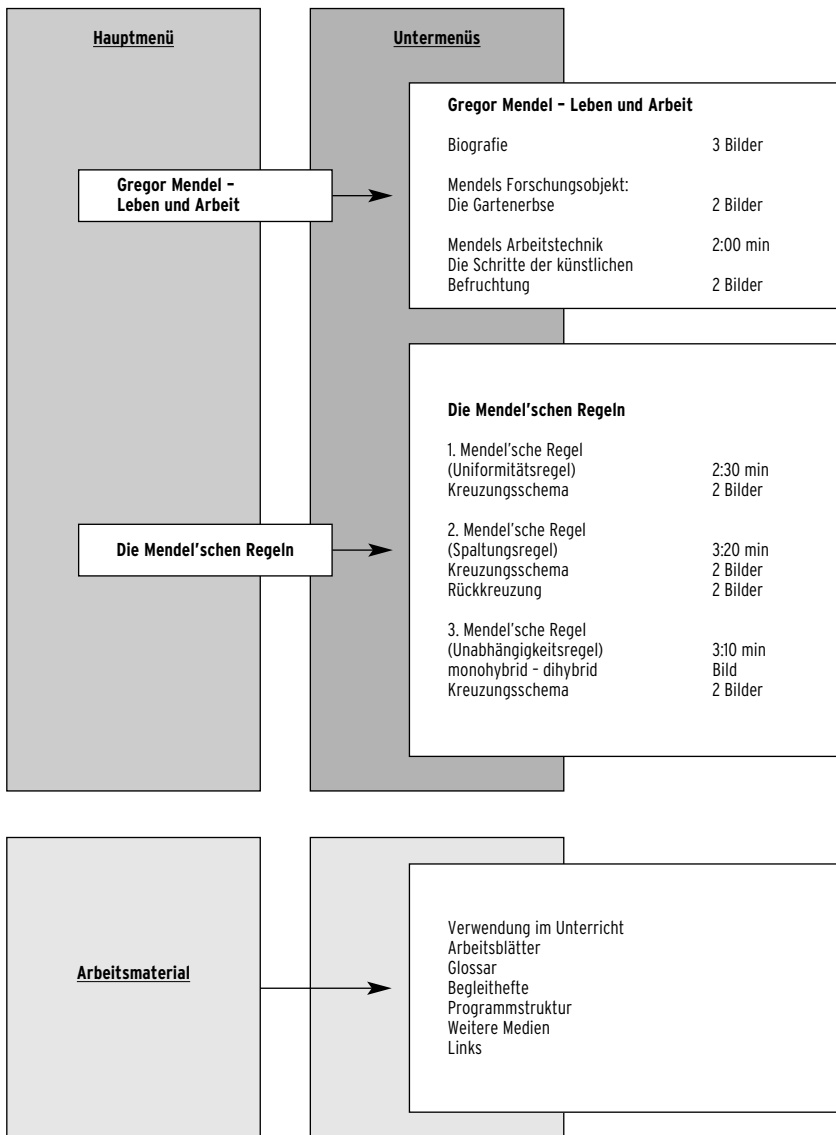 Hauptmenü
Untermenüs
Gregor Mendel –
Leben und Arbeit
Gregor Mendel – Leben und Arbeit
Biografie 3 Bilder
Mendels Forschungsobjekt:
Die Gartenerbse 2 Bilder
Mendels Arbeitstechnik 2:00 min
Die Schritte der künstlichen
Befruchtung 2 Bilder
Die Mendel'schen Regeln
Die Mendel'schen Regeln
1. Mendel'sche Regel
(Uniformitätsregel) 2:30 min
Kreuzungsschema 2 Bilder
2. Mendel'sche Regel
(Spaltungsregel) 3:20 min
Kreuzungsschema 2 Bilder
Rückkreuzung 2 Bilder
3. Mendel'sche Regel
(Unabhängigkeitsregel) 3:10 min
monohybrid – dihybrid Bild
Kreuzungsschema 2 Bilder
Arbeitsmaterial
Verwendung im Unterricht
Arbeitsblätter
Glossar
Begleithefte
Programmstruktur
Weitere Medien
Links